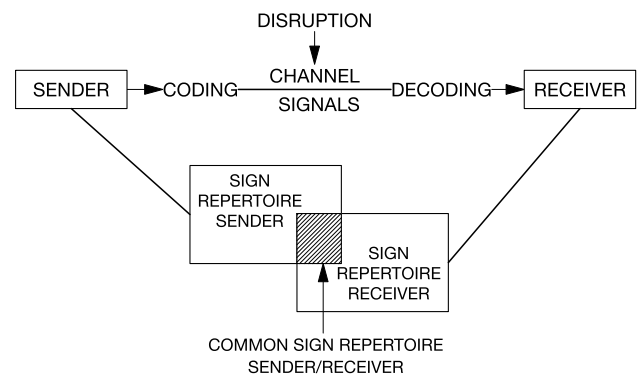 DISRUPTION
SENDER
CODING
CHANNEL
SIGNALS
DECODING
RECEIVER
SIGN
REPERTOIRE
SENDER
SIGN
REPERTOIRE
RECEIVER
COMMON SIGN REPERTOIRE
SENDER/RECEIVER